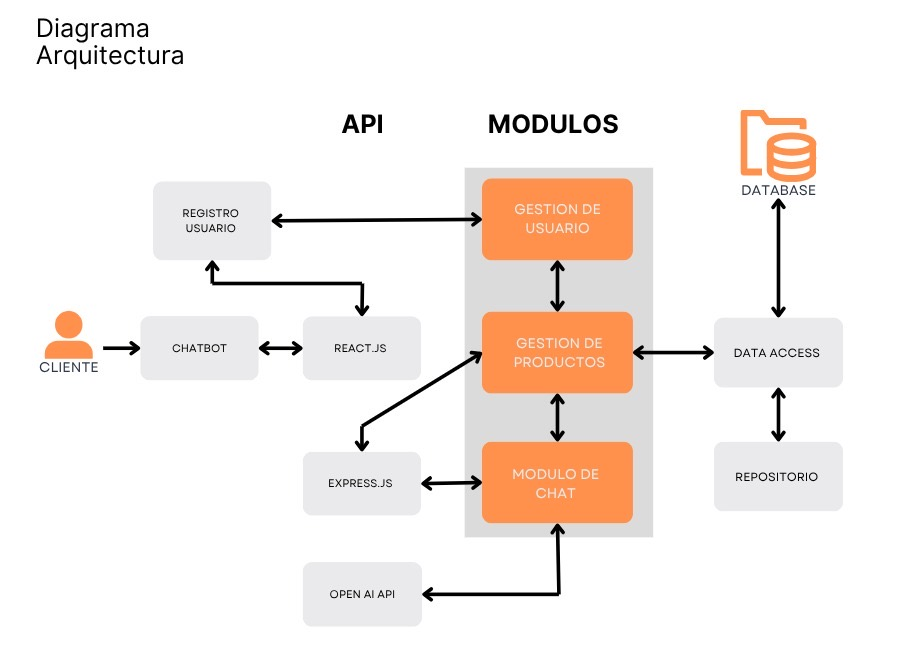 Diagrama
Arquitectura
API
MODULOS
DATABASE
REGISTRO
USUARIO
GESTION DE
USUARIO
CLIENTE
CHATBOT
REACT.JS
GESTION DE
PRODUCTOS
DATA ACCESS
EXPRESS.JS
MODULO DE
CHAT
REPOSITORIO
OPEN AI API